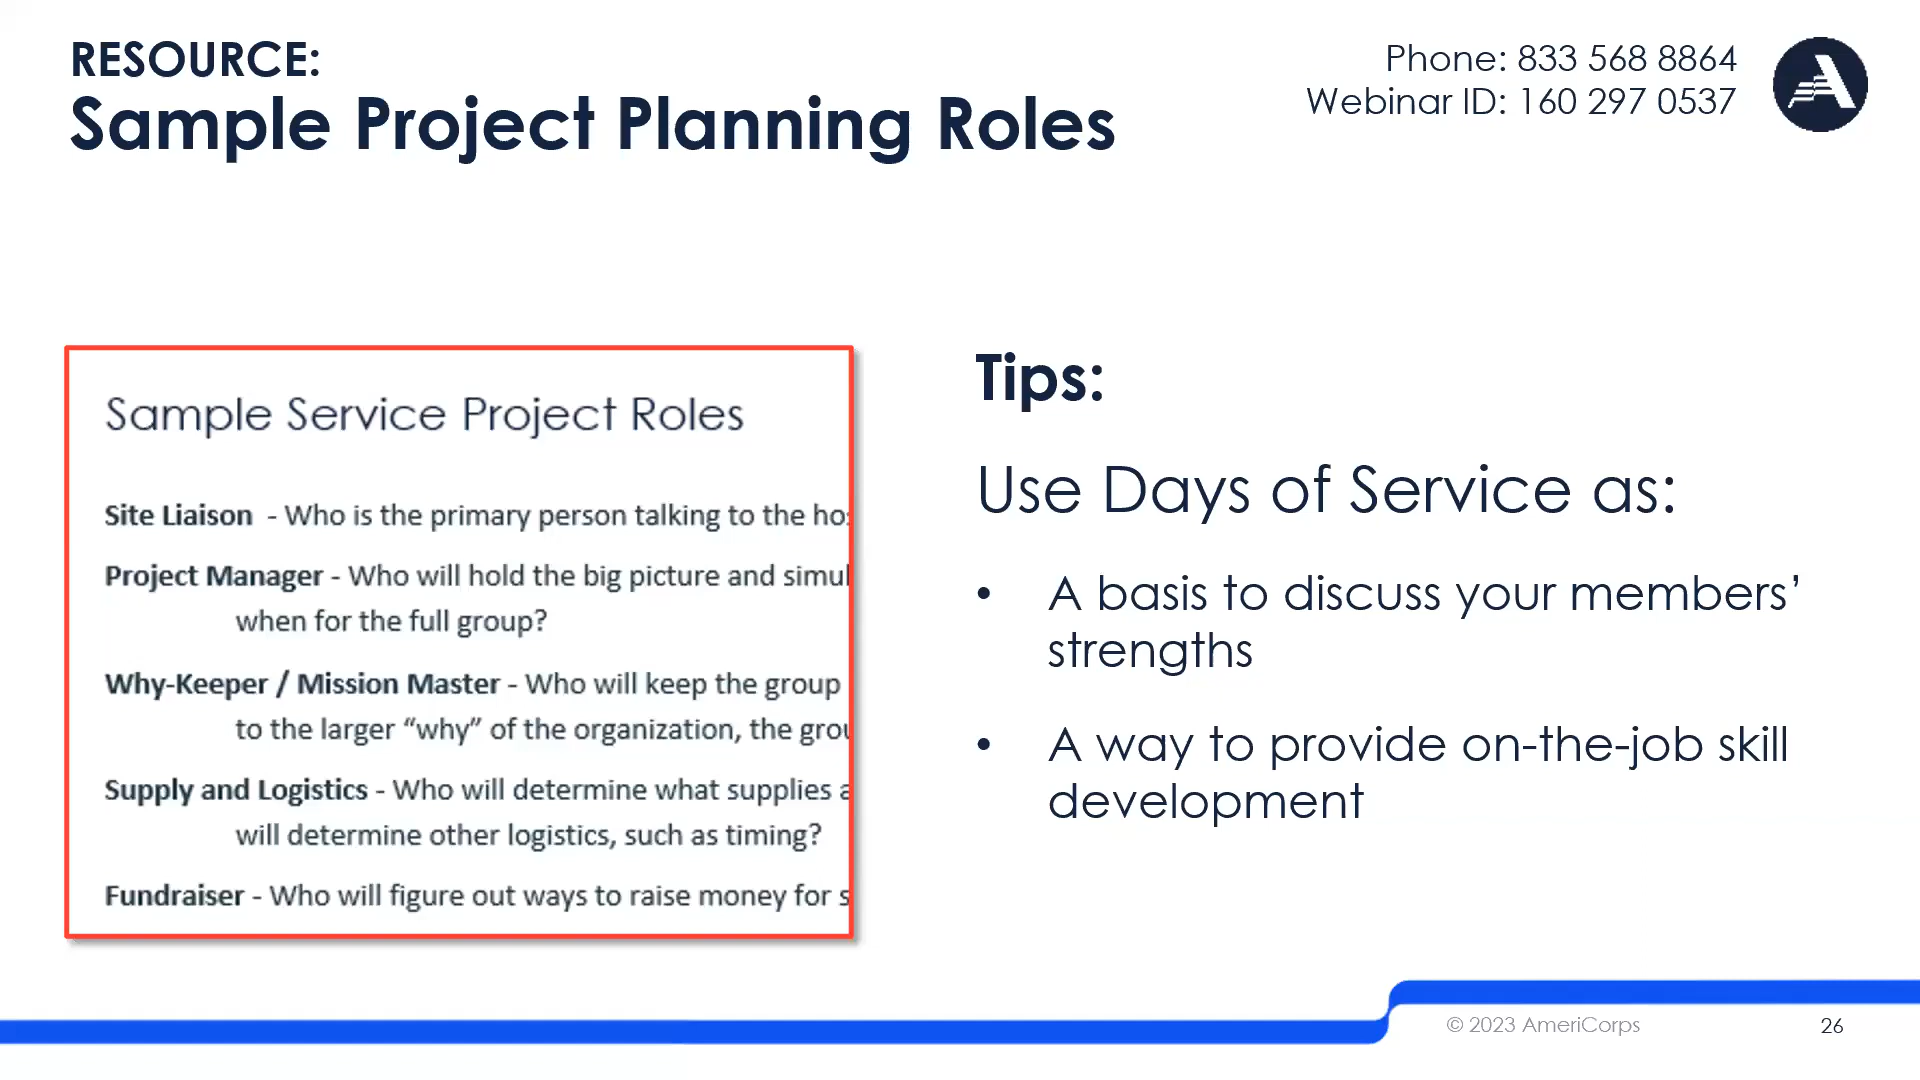 RESOURCE:
Sample Project Planning Roles
Phone: 833 568 8864
Webinar ID: 160 297 0537
Sample Service Project Roles
Site Liaison - Who is the primary person talking to the
Project Manager - Who will hold the big picture and
when for the full group?
Why-Keeper / Mission Master - Who will keep the group
to the larger “why” of the organization, the
Supply and Logistics - Who will determine what supplies
will determine other logistics, such as timing?
Fundraiser - Who will figure out ways to raise money for
Tips:
Use Days of Service as:
• A basis to discuss your members’
strengths
• A way to provide on-the-job skill
development
© 2023 AmeriCorps
26